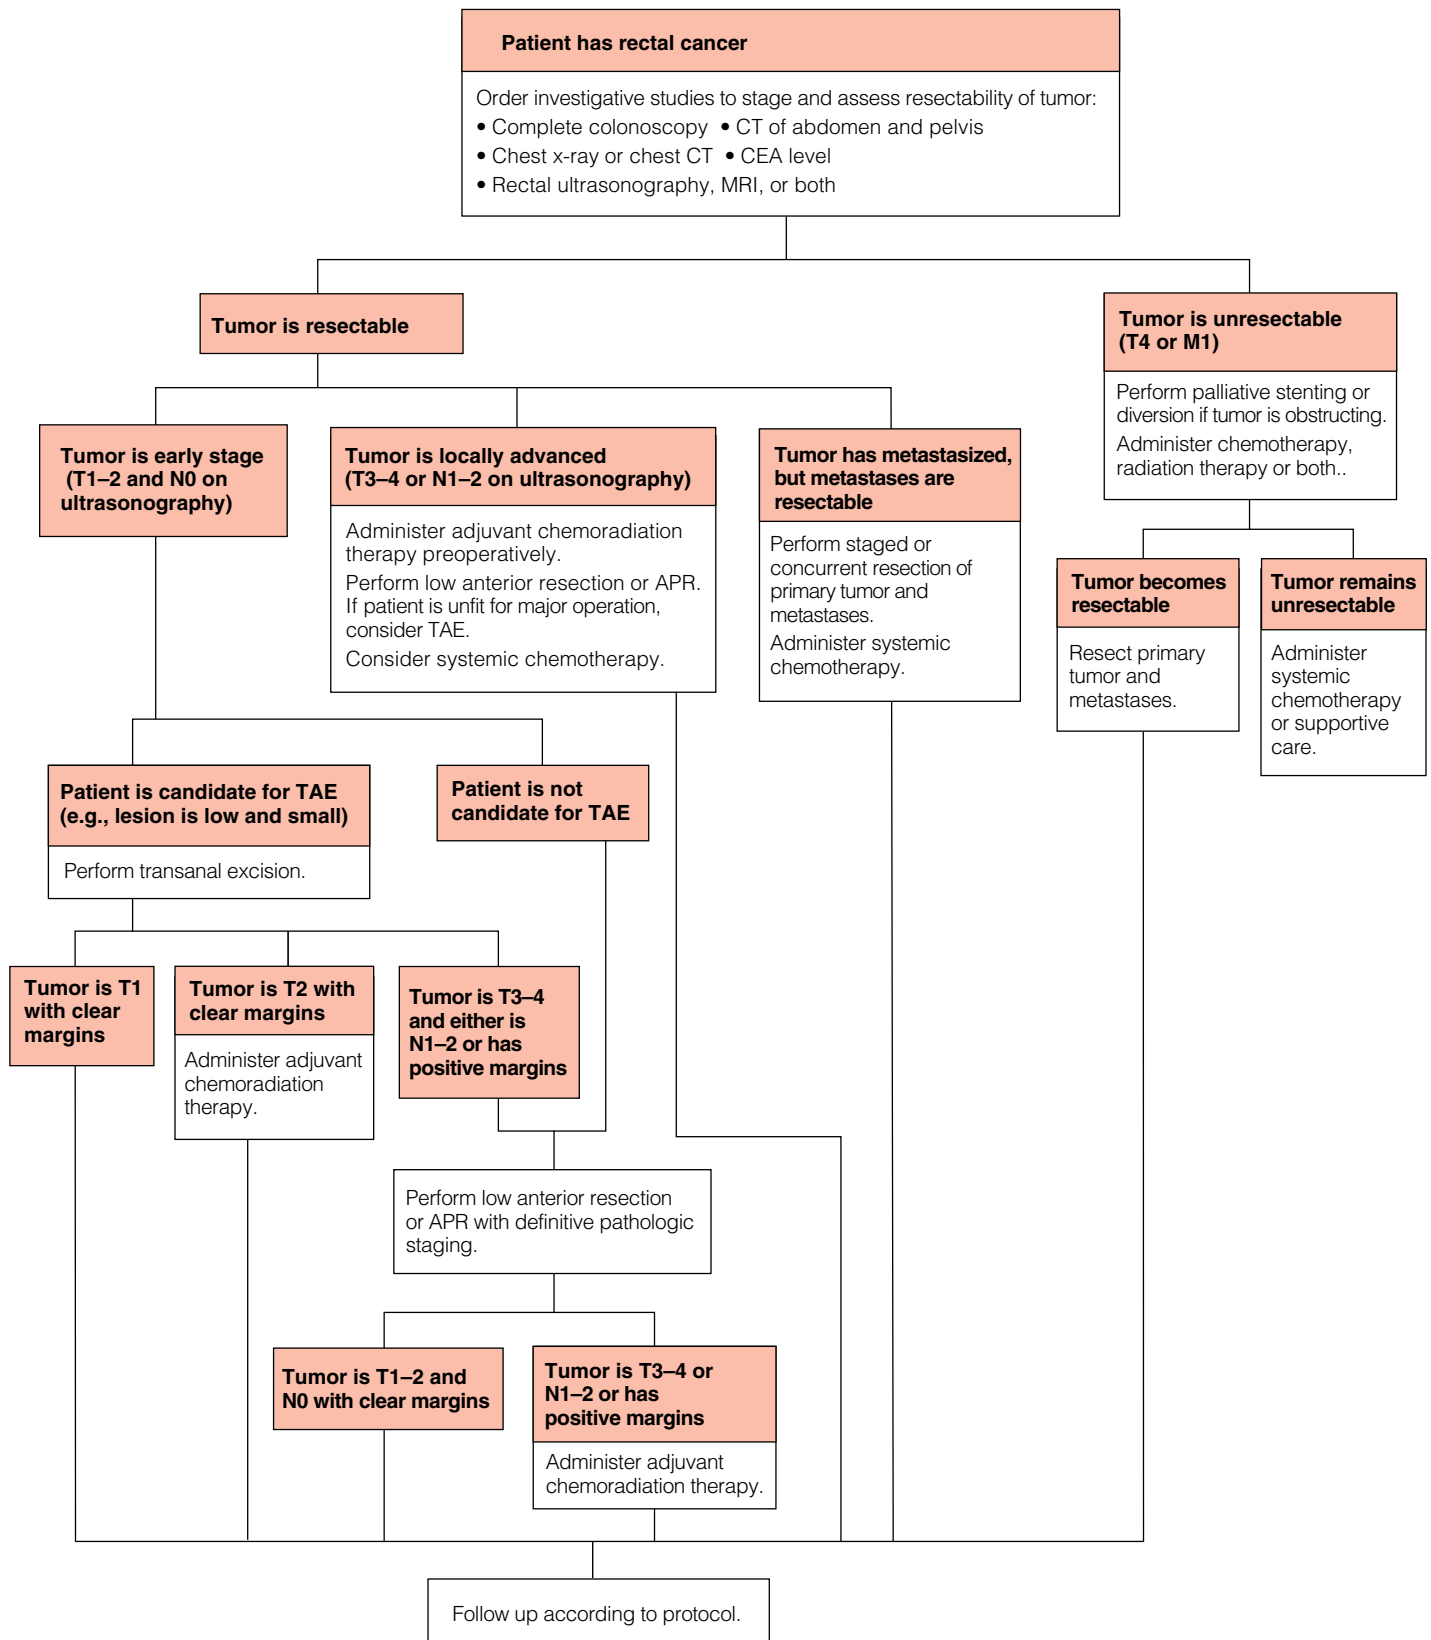 Patient has rectal cancer
Order investigative studies to stage and assess resectability of tumor:
• Complete colonoscopy • CT of abdomen and pelvis
• Chest x-ray or chest CT • CEA level
• Rectal ultrasonography, MRI, or both
Tumor is resectable
Tumor is unresectable
(T4 or M1)
Perform palliative stenting or
diversion if tumor is obstructing.
Administer chemotherapy,
radiation therapy or both..
Tumor is early stage
(T1–2 and N0 on
ultrasonography)
Tumor is locally advanced
(T3–4 or N1–2 on ultrasonography)
Administer adjuvant chemoradiation
therapy preoperatively.
Perform low anterior resection or APR.
If patient is unfit for major operation,
consider TAE.
Consider systemic chemotherapy.
Tumor has metastasized,
but metastases are
resectable
Perform staged or
concurrent resection of
primary tumor and
metastases.
Administer systemic
chemotherapy.
Tumor becomes
resectable
Resect primary
tumor and
metastases.
Tumor remains
unresectable
Administer
systemic
chemotherapy
or supportive
care.
Patient is candidate for TAE
(e.g., lesion is low and small)
Perform transanal excision.
Patient is not
candidate for TAE
Tumor is T1
with clear
margins
Tumor is T2 with
clear margins
Administer adjuvant
chemoradiation
therapy.
Tumor is T3–4
and either is
N1–2 or has
positive margins
Perform low anterior resection
or APR with definitive pathologic
staging.
Tumor is T1–2 and
N0 with clear margins
Tumor is T3–4 or
N1–2 or has
positive margins
Administer adjuvant
chemoradiation therapy.
Follow up according to protocol.